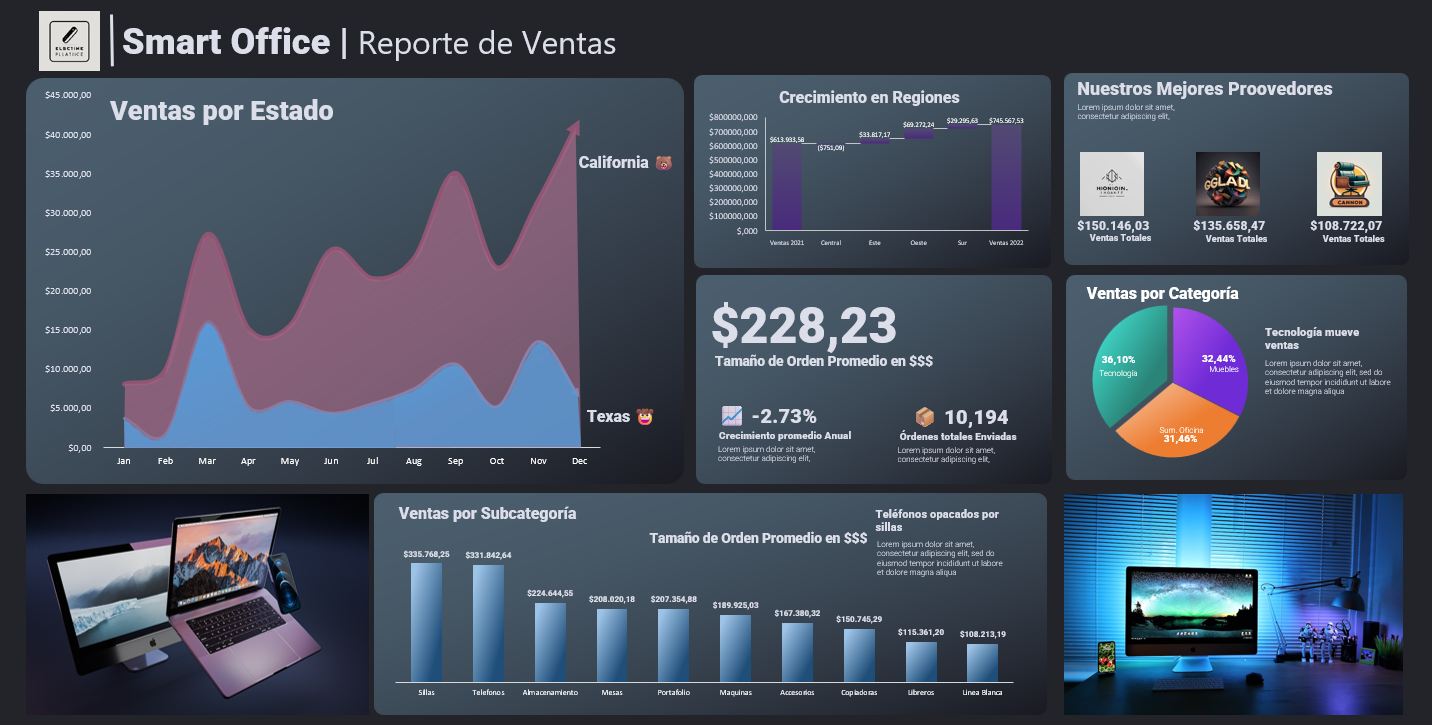 ELECTIME
PLLATIICE
Smart Office | Reporte de Ventas
Ventas por Estado
$45.000,00
$40.000,00
$35.000,00
$30.000,00
$25.000,00
$20.000,00
$15.000,00
$10.000,00
$5.000,00
$0,00
Jan Feb Mar Apr May Jun Jul Aug Sep Oct Nov Dec
California
Texas
Crecimiento en Regiones
$800000,00
$700000,00
$600000,00
$500000,00
$400000,00
$300000,00
$200000,00
$100000,00
$,000
$613.933,58 ($751,09) $33.817,17 $69.272,24 $29.295,63 $745.567,53
Ventas 2021 Central Este Oeste Sur Ventas 2022
Nuestros Mejores Proovedores
Lorem ipsum dolor sit amet,
consectetur adipiscing elit,
HIONIOIN.
GGLADL
CANNON
$150.146,03 $135.658,47 $108.722,07
Ventas Totales Ventas Totales Ventas Totales
$228,23
Tamaño de Orden Promedio en $$$
-2.73%
Crecimiento promedio Anual
Lorem ipsum dolor sit amet,
consectetur adipiscing elit,
10,194
Órdenes totales Enviadas
Lorem ipsum dolor sit amet,
consectetur adipiscing elit,
Ventas por Categoría
36,10%
Tecnología
32,44%
Muebles
Sum. Oficina
31,46%
Tecnología mueve
ventas
Lorem ipsum dolor sit amet,
consectetur adipiscing elit, sed do
eiusmod tempor incididunt ut labore
et dolore magna aliqua
Ventas por Subcategoría
Tamaño de Orden Promedio en $$$
Teléfonos opacados por
sillas
Lorem ipsum dolor sit amet,
consectetur adipiscing elit, sed do
eiusmod tempor incididunt ut labore
et dolore magna aliqua
$335.768,25 $331.842,64 $224.644,55 $208.020,18 $207.354,88 $189.925,03 $167.380,32 $150.745,29 $115.361,20 $108.213,19
Sillas Telefonos Almacenamiento Mesas Portafolio Maquinas Accesorios Copiadoras Libreros Linea Blanca